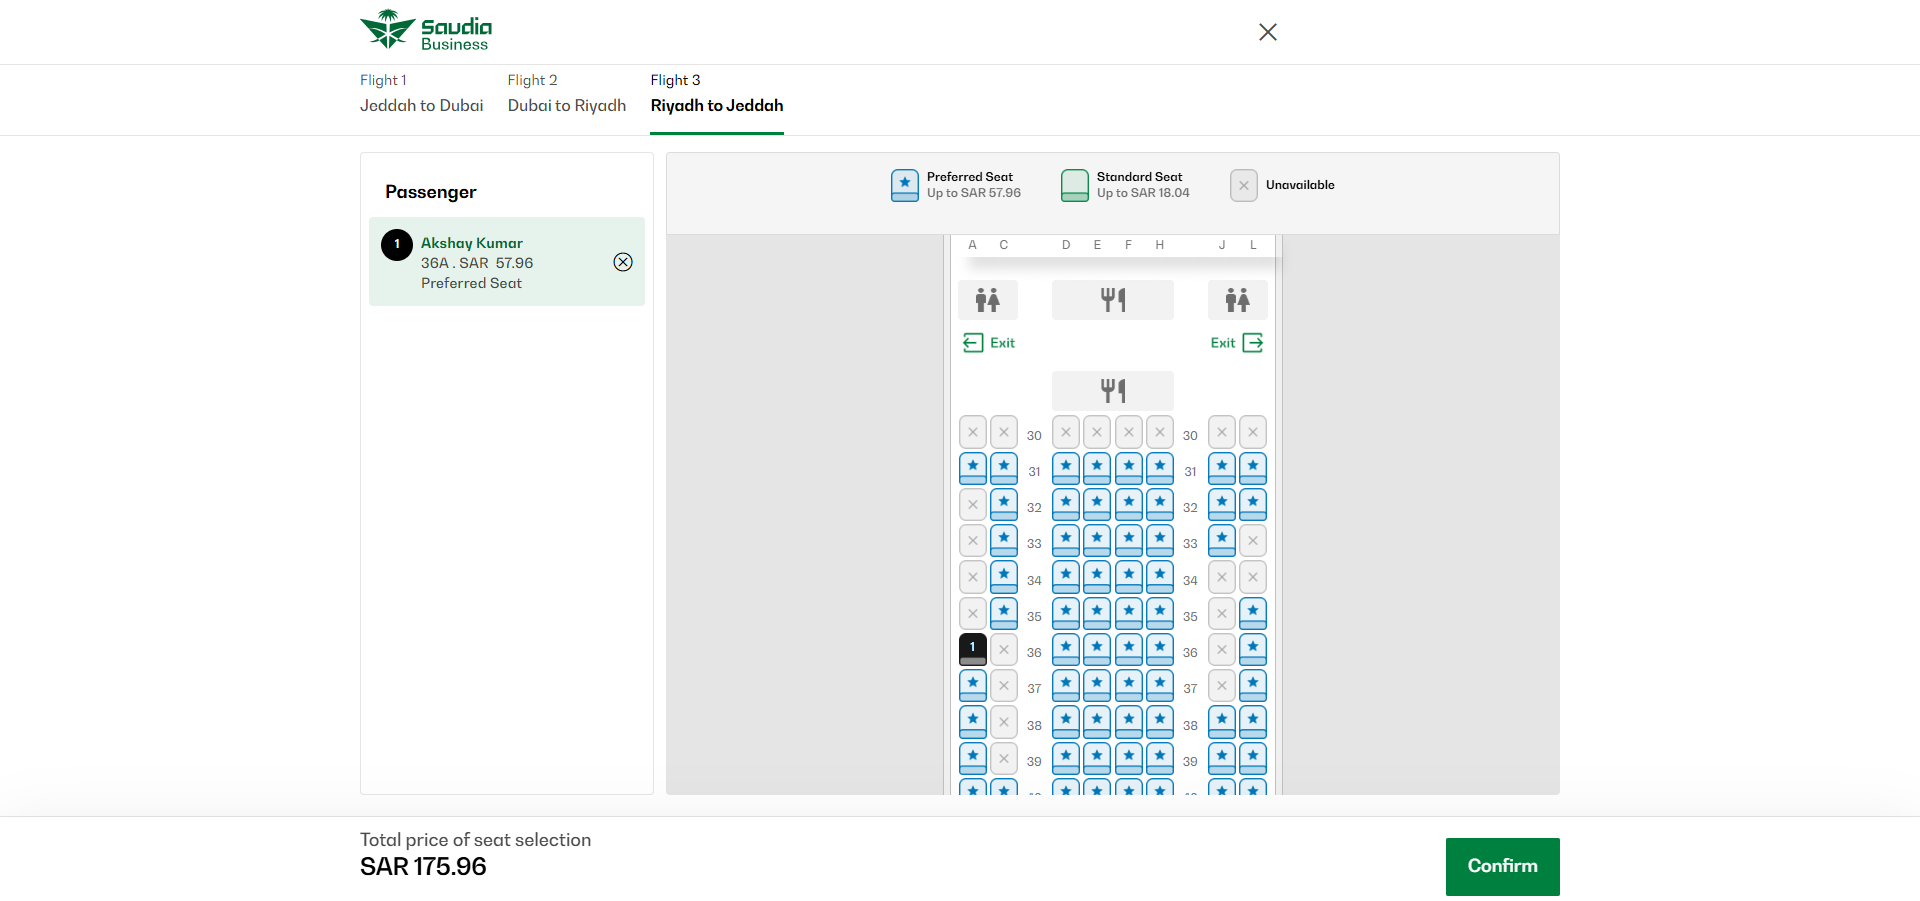 Saudia
Business
Flight 1
Jeddah to Dubai
Flight 2
Dubai to Riyadh
Flight 3
Riyadh to Jeddah
Passenger
1
Akshay Kumar
36A . SAR 57.96
Preferred Seat
Preferred Seat
Up to SAR 57.96
Standard Seat
Up to SAR 18.04
Unavailable
A C D E F H J L
Exit Exit
30 30
31 31
32 32
33 33
34 34
35 35
1 36 36
37 37
38 38
39 39
Total price of seat selection
SAR 175.96
Confirm